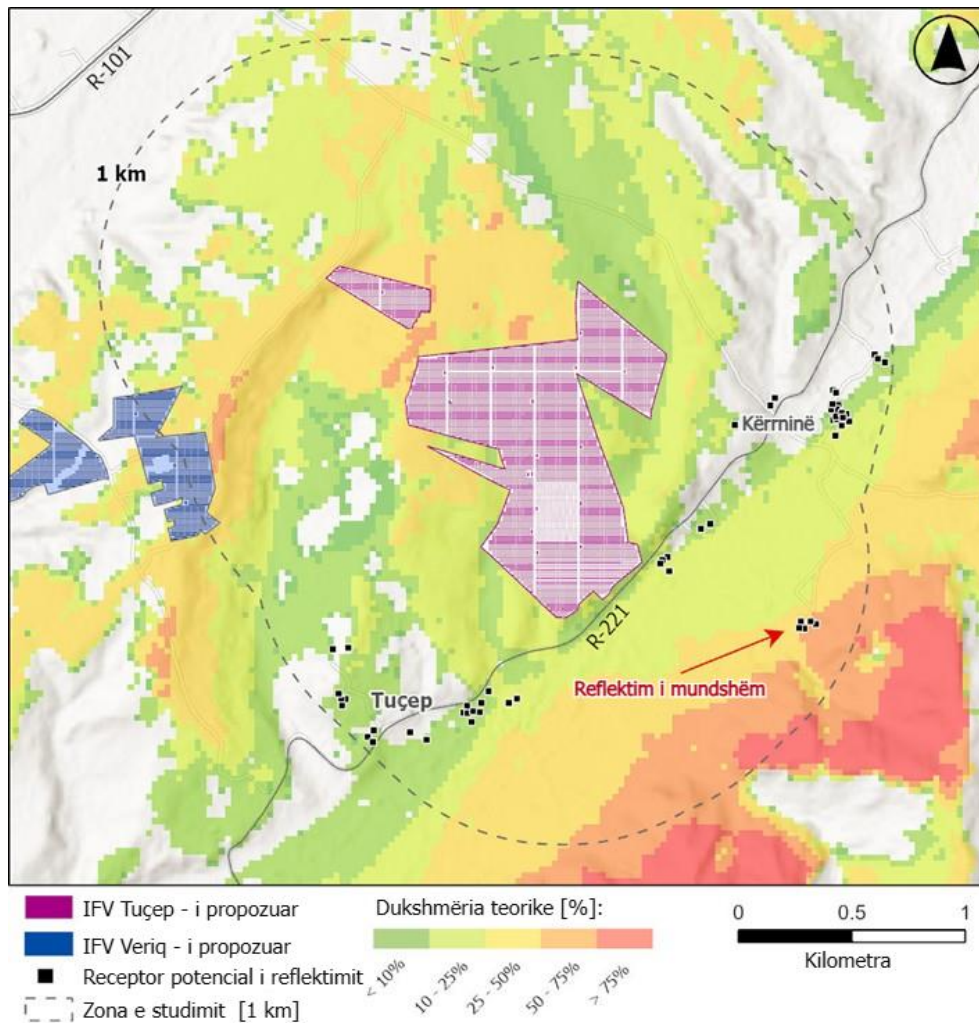 R-101
1 km
Kërrninë
R-221
Reflektim i mundshëm
Tuçep
IFV Tuçep - i propozuar
IFV Veriq - i propozuar
Receptor potencial i reflektimit
Zona e studimit [1 km]
Dukshmëria teorike [%]:
< 10%
10 - 25%
25 - 50%
50 - 75%
> 75%
0 0.5 1
Kilometra